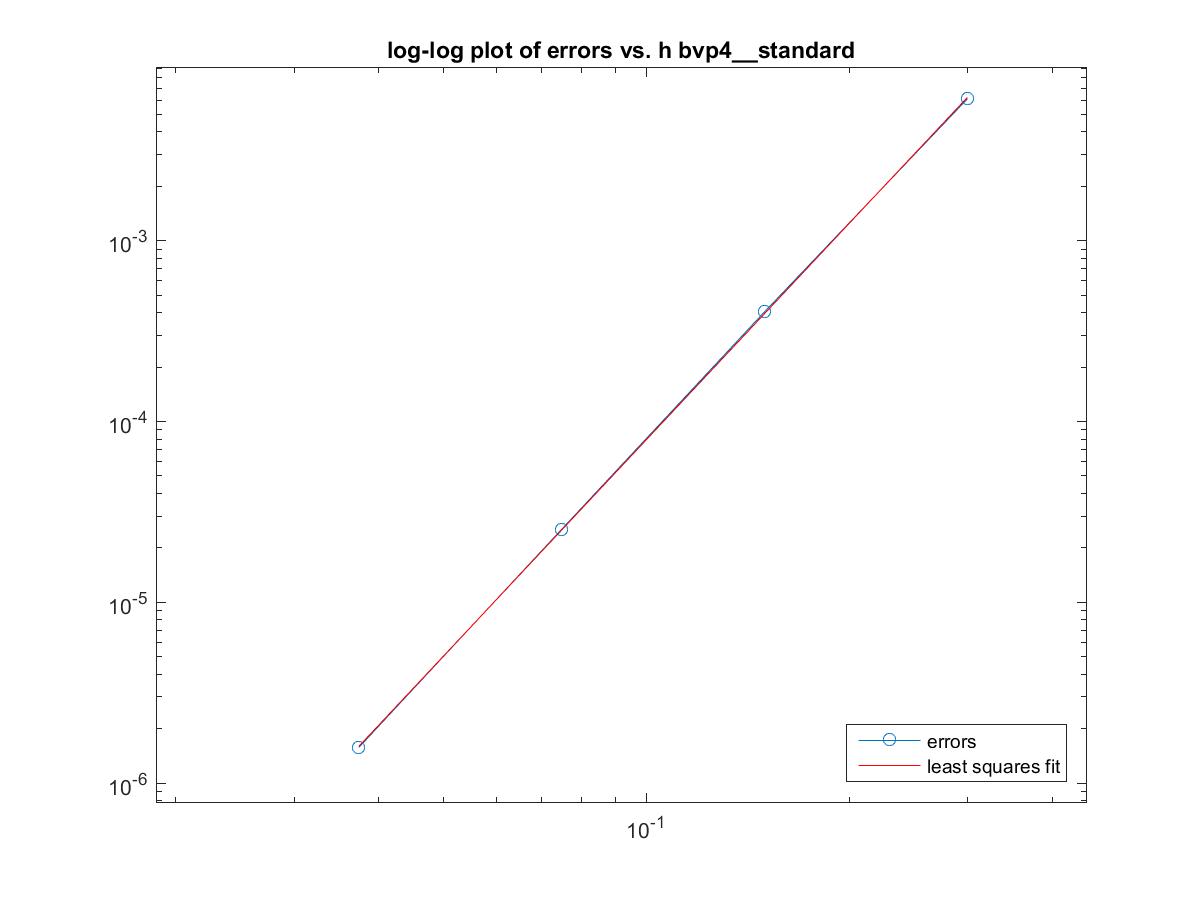 log-log plot of errors vs. h bvp4__standard
10-3
10-4
10-5
10-6
10-1
errors
least squares fit